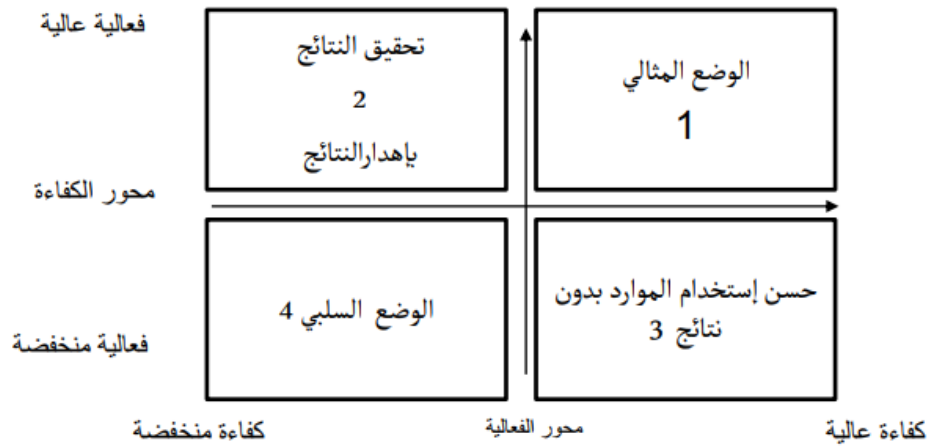 فعالية عالية
الوضع المثالي
1
تحقيق النتائج
2
بإهدارالنتائج
محور الكفاءة
حسن إستخدام الموارد بدون
نتائج 3
الوضع السلبي 4
فعالية منخفضة
كفاءة عالية
محور الفعالية
كفاءة منخفضة